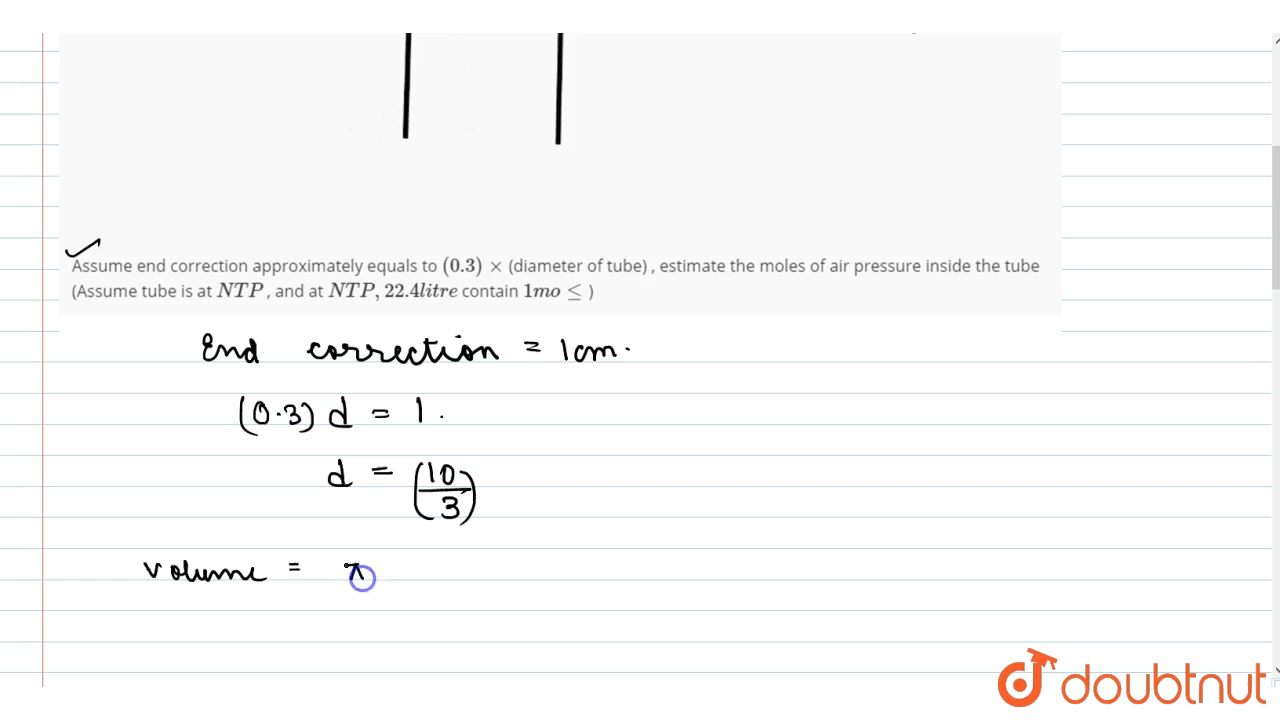 Assume end correction approximately equals to (0.3) × (diameter of tube) , estimate the moles of air pressure inside the tube
(Assume tube is at NTP , and at NTP, 22.4litre contain 1mo ≤ )
End correction = 1cm.
(0.3) d = 1.
d = (10/3)
volume = π
doubtnut